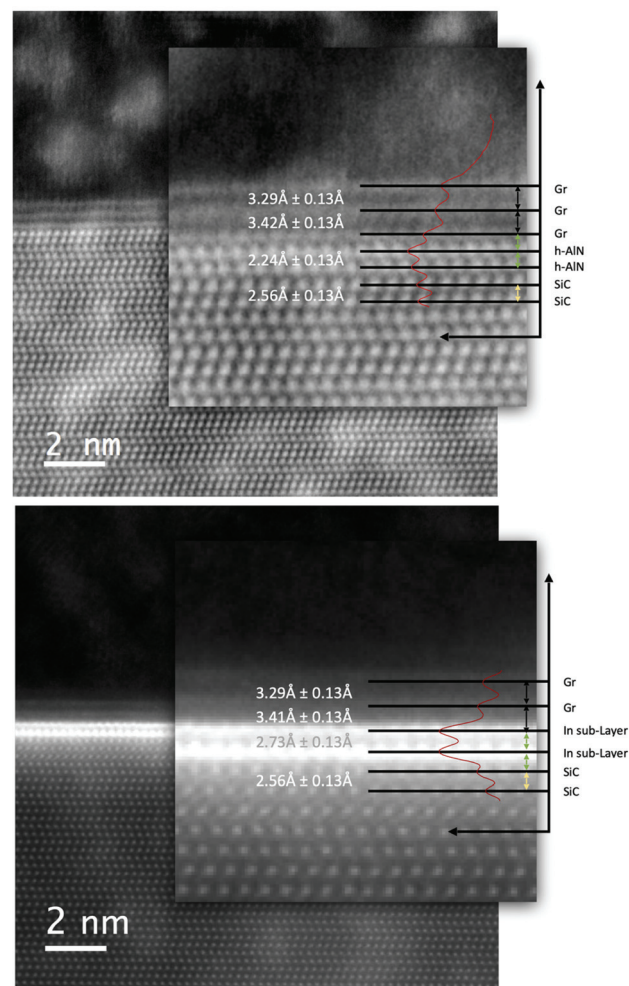 3.29Å ± 0.13Å
3.42Å ± 0.13Å
2.24Å ± 0.13Å
2.56Å ± 0.13Å
Gr
Gr
Gr
h-AlN
h-AlN
SiC
SiC
2 nm
3.29Å ± 0.13Å
3.41Å ± 0.13Å
2.73Å ± 0.13Å
2.56Å ± 0.13Å
Gr
Gr
In sub-Layer
In sub-Layer
SiC
SiC
2 nm